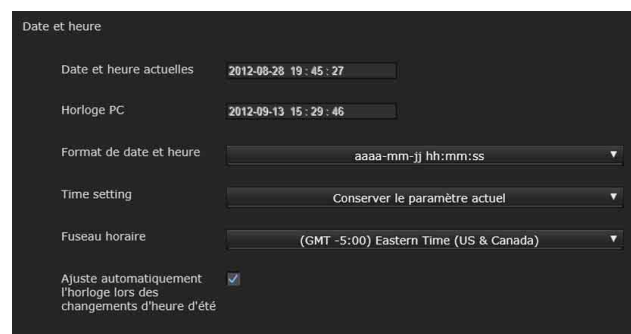 Date et heure
Date et heure actuelles 2012-08-28 19 : 45 : 27
Horloge PC 2012-09-13 15 : 29 : 46
Format de date et heure aaaa-mm-jj hh:mm:ss
Time setting Conserver le paramètre actuel
Fuseau horaire (GMT -5:00) Eastern Time (US & Canada)
Ajuste automatiquement
l'horloge lors des
changements d'heure d'été